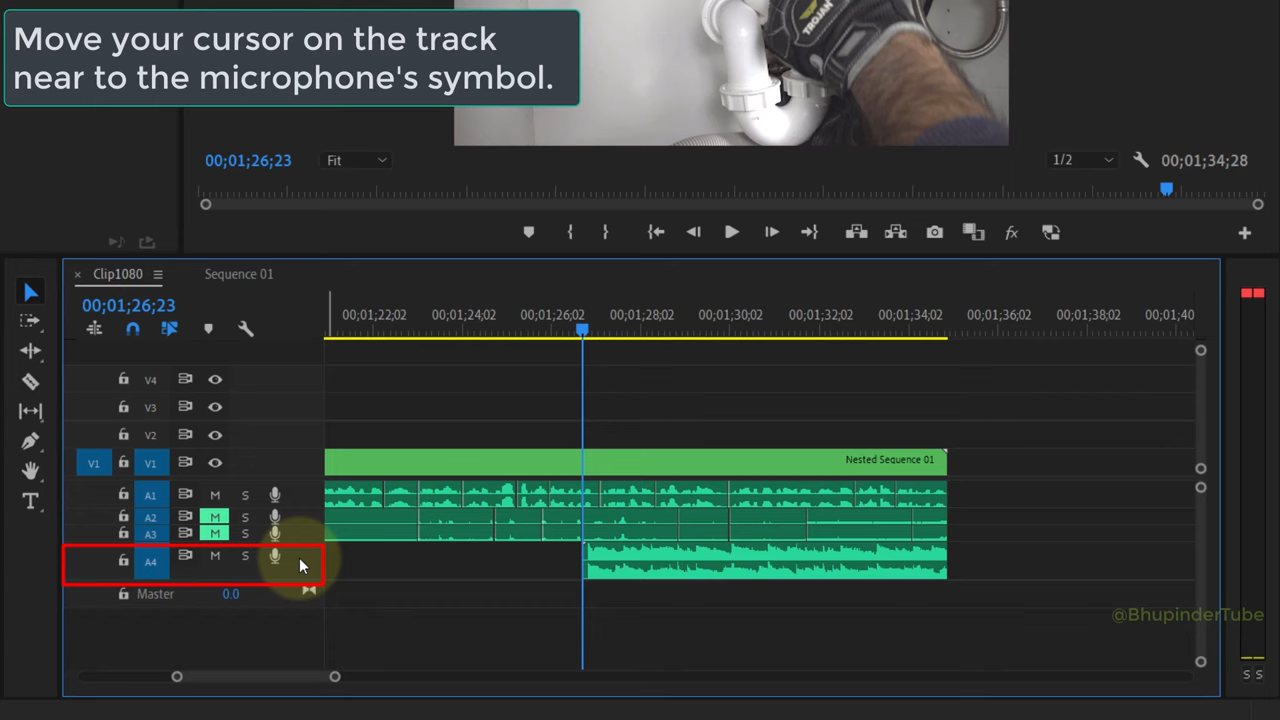 Move your cursor on the track
near to the microphone's symbol.
TROJAN
00;01;26;23
Fit
1/2
00;01;34;28
× Clip1080
Sequence 01
00;01;26;23
00;01;22;02 00;01;24;02 00;01;26;02 00;01;28;02 00;01;30;02 00;01;32;02 00;01;34;02 00;01;36;02 00;01;38;02 00;01;40
V4
V3
V2
V1 V1
Nested Sequence 01
A1 M S
A2 M S
A3 M S
A4 M S
Master 0.0
@BhupinderTube
S S
fx